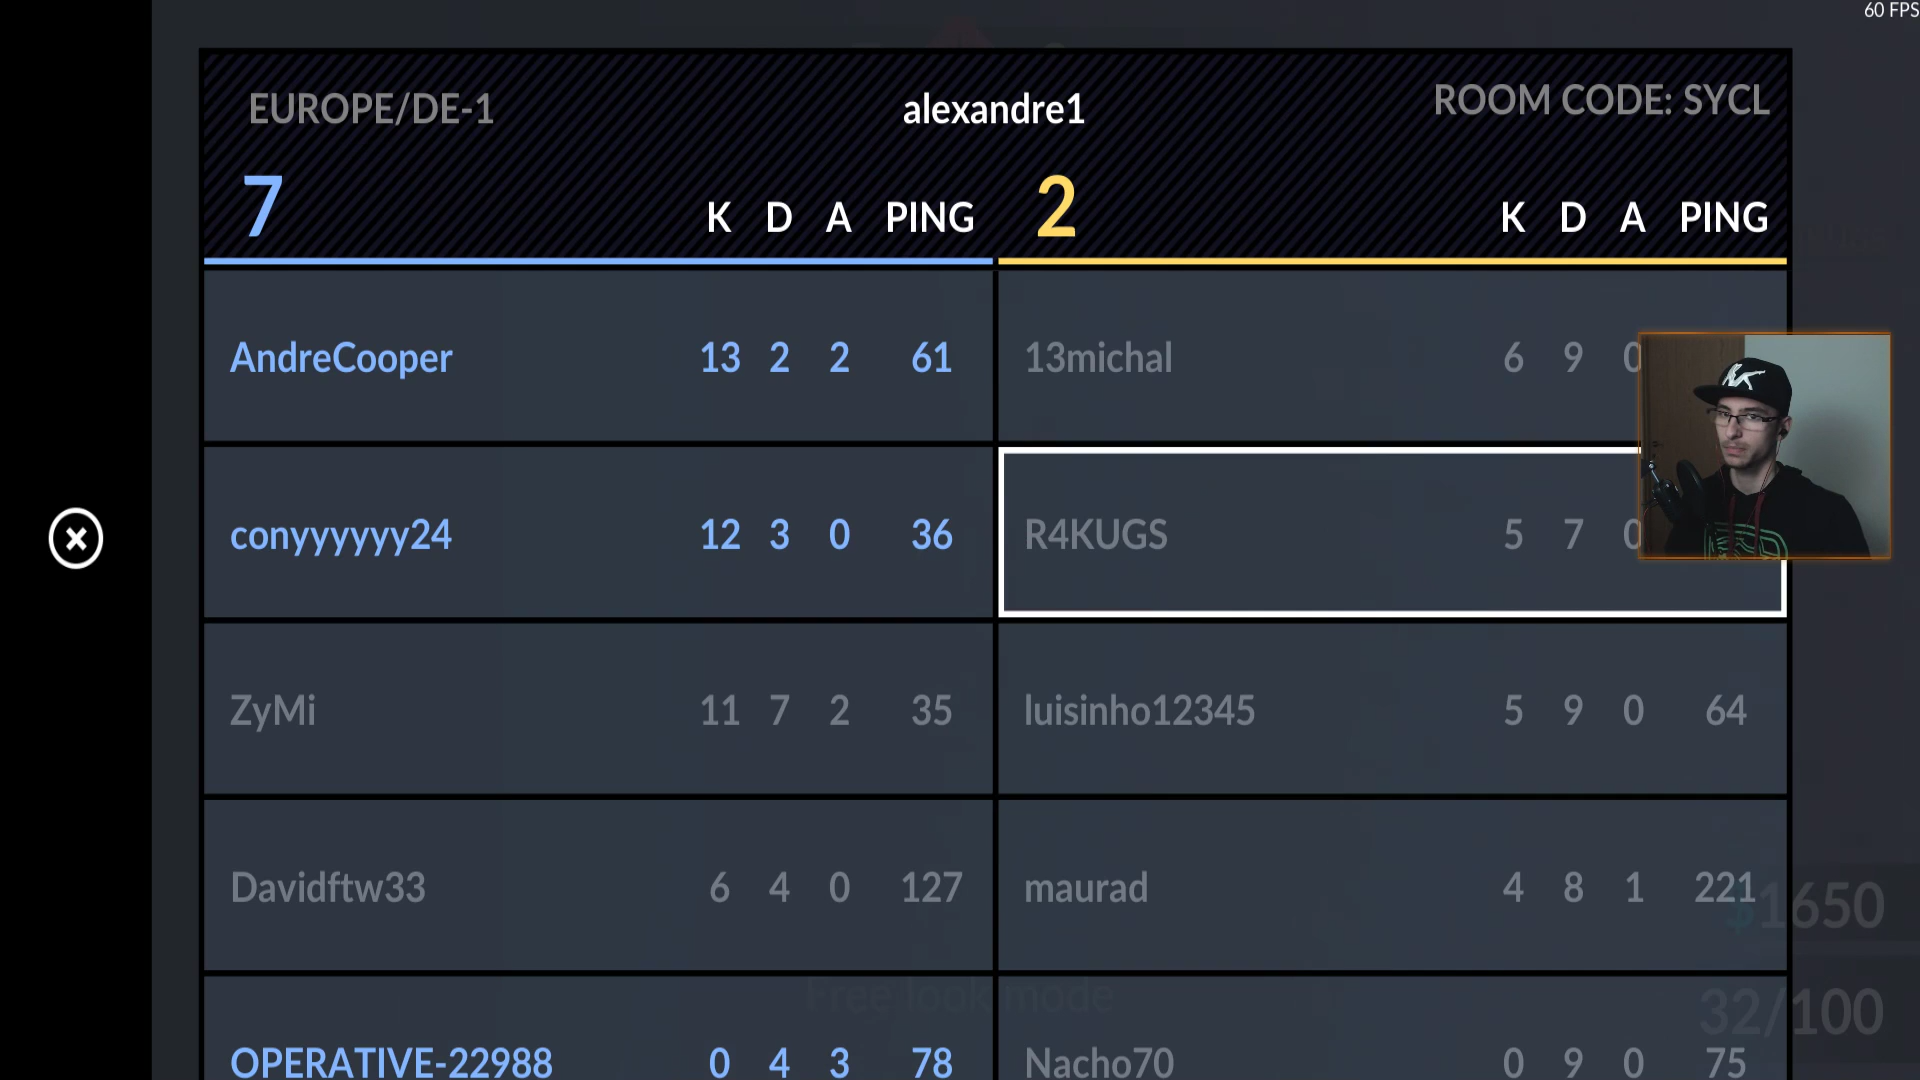 60 FPS
EUROPE/DE-1 alexandre1 ROOM CODE: SYCL
7 K D A PING 2 K D A PING
AndreCooper 13 2 2 61 13michal 6 9 0
conyyyyyy24 12 3 0 36 R4KUGS 5 7 0
ZyMi 11 7 2 35 luisinho12345 5 9 0 64
Davidftw33 6 4 0 127 maurad 4 8 1 221
$1650
Free look mode
32/100
OPERATIVE-22988 0 4 3 78 Nacho70 0 9 0 75